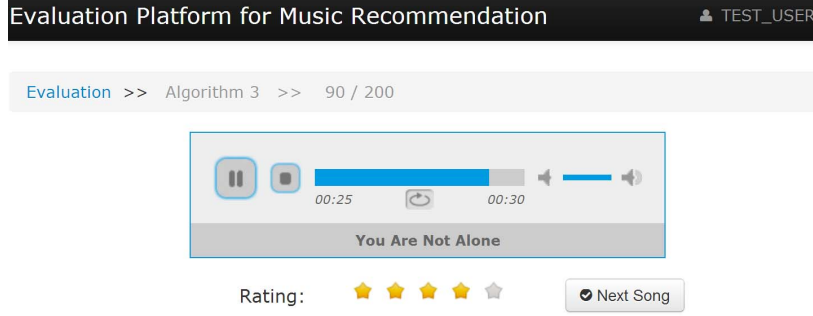 Evaluation Platform for Music Recommendation TEST_USER
Evaluation >> Algorithm 3 >> 90 / 200
00:25 00:30
You Are Not Alone
Rating: Next Song